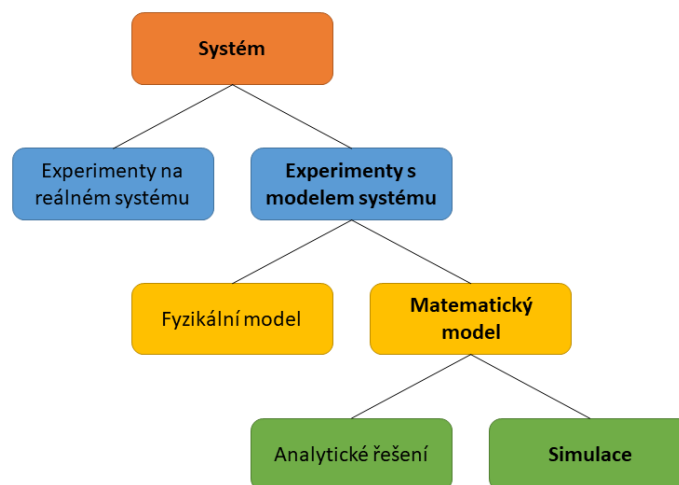 Systém
Experimenty na
reálném systému
Experimenty s
modelem systému
Fyzikální model
Matematický
model
Analytické řešení
Simulace